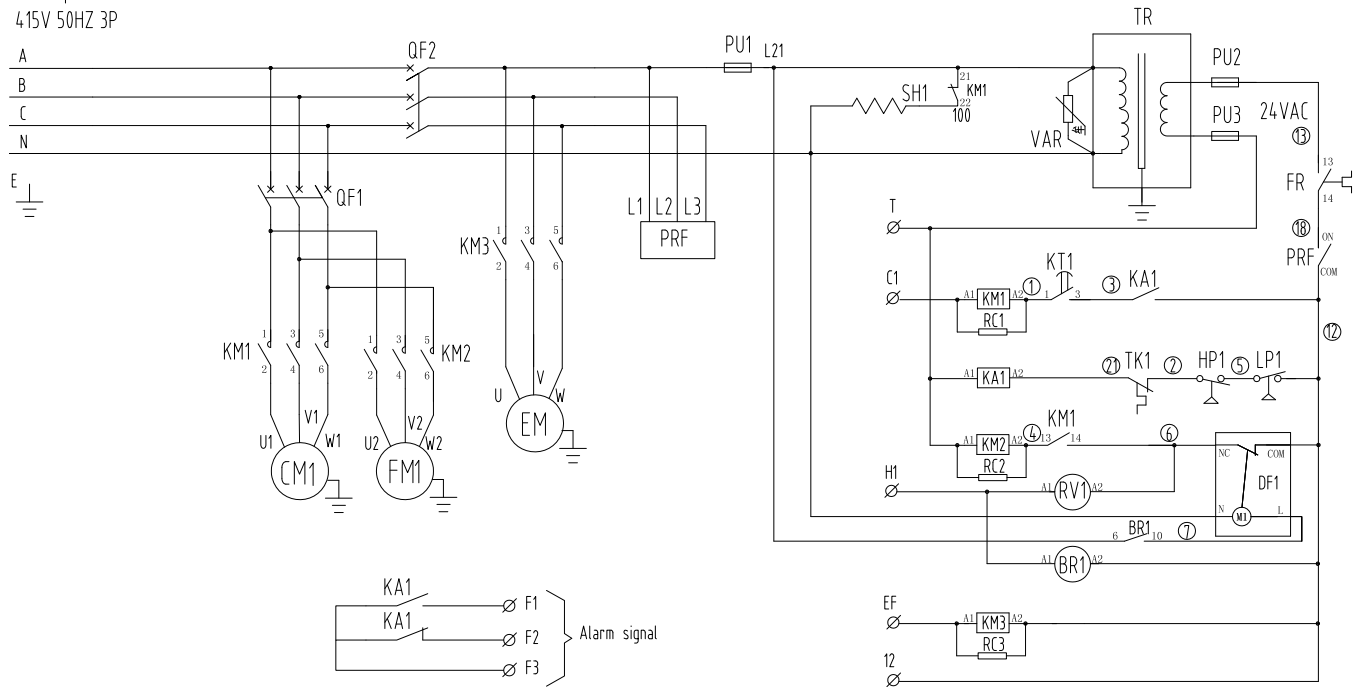 415V 50HZ 3P
TR
A QF2 PU1 L21 PU2
B 21 KM1 22 100 SH1
C VAR PU3 24VAC
N ⑬
E QF1 13 FR 14
L1 L2 L3 T ⑱
KM3 1 3 5 PRF ON
2 4 6 PRF COM
C1 A1 KM1 A2 ① KT1 1 3 ③ KA1
RC1 ⑫
KM1 1 3 5 1 3 5 KM2
2 4 6 2 4 6
A1 KA1 A2 ㉑ TK1 ② HP1 ⑤ LP1
U V W
EM
V1 V2
U1 W1 U2 W2
CM1 FM1
A1 KM2 A2 ④ 13 KM1 14 ⑥ NC COM
RC2 DF1
H1 A1 RV1 A2 N M1 L
6 BR1 10 ⑦
A1 BR1 A2
KA1 F1
KA1 F2 Alarm signal
F3
EF A1 KM3 A2
RC3
12